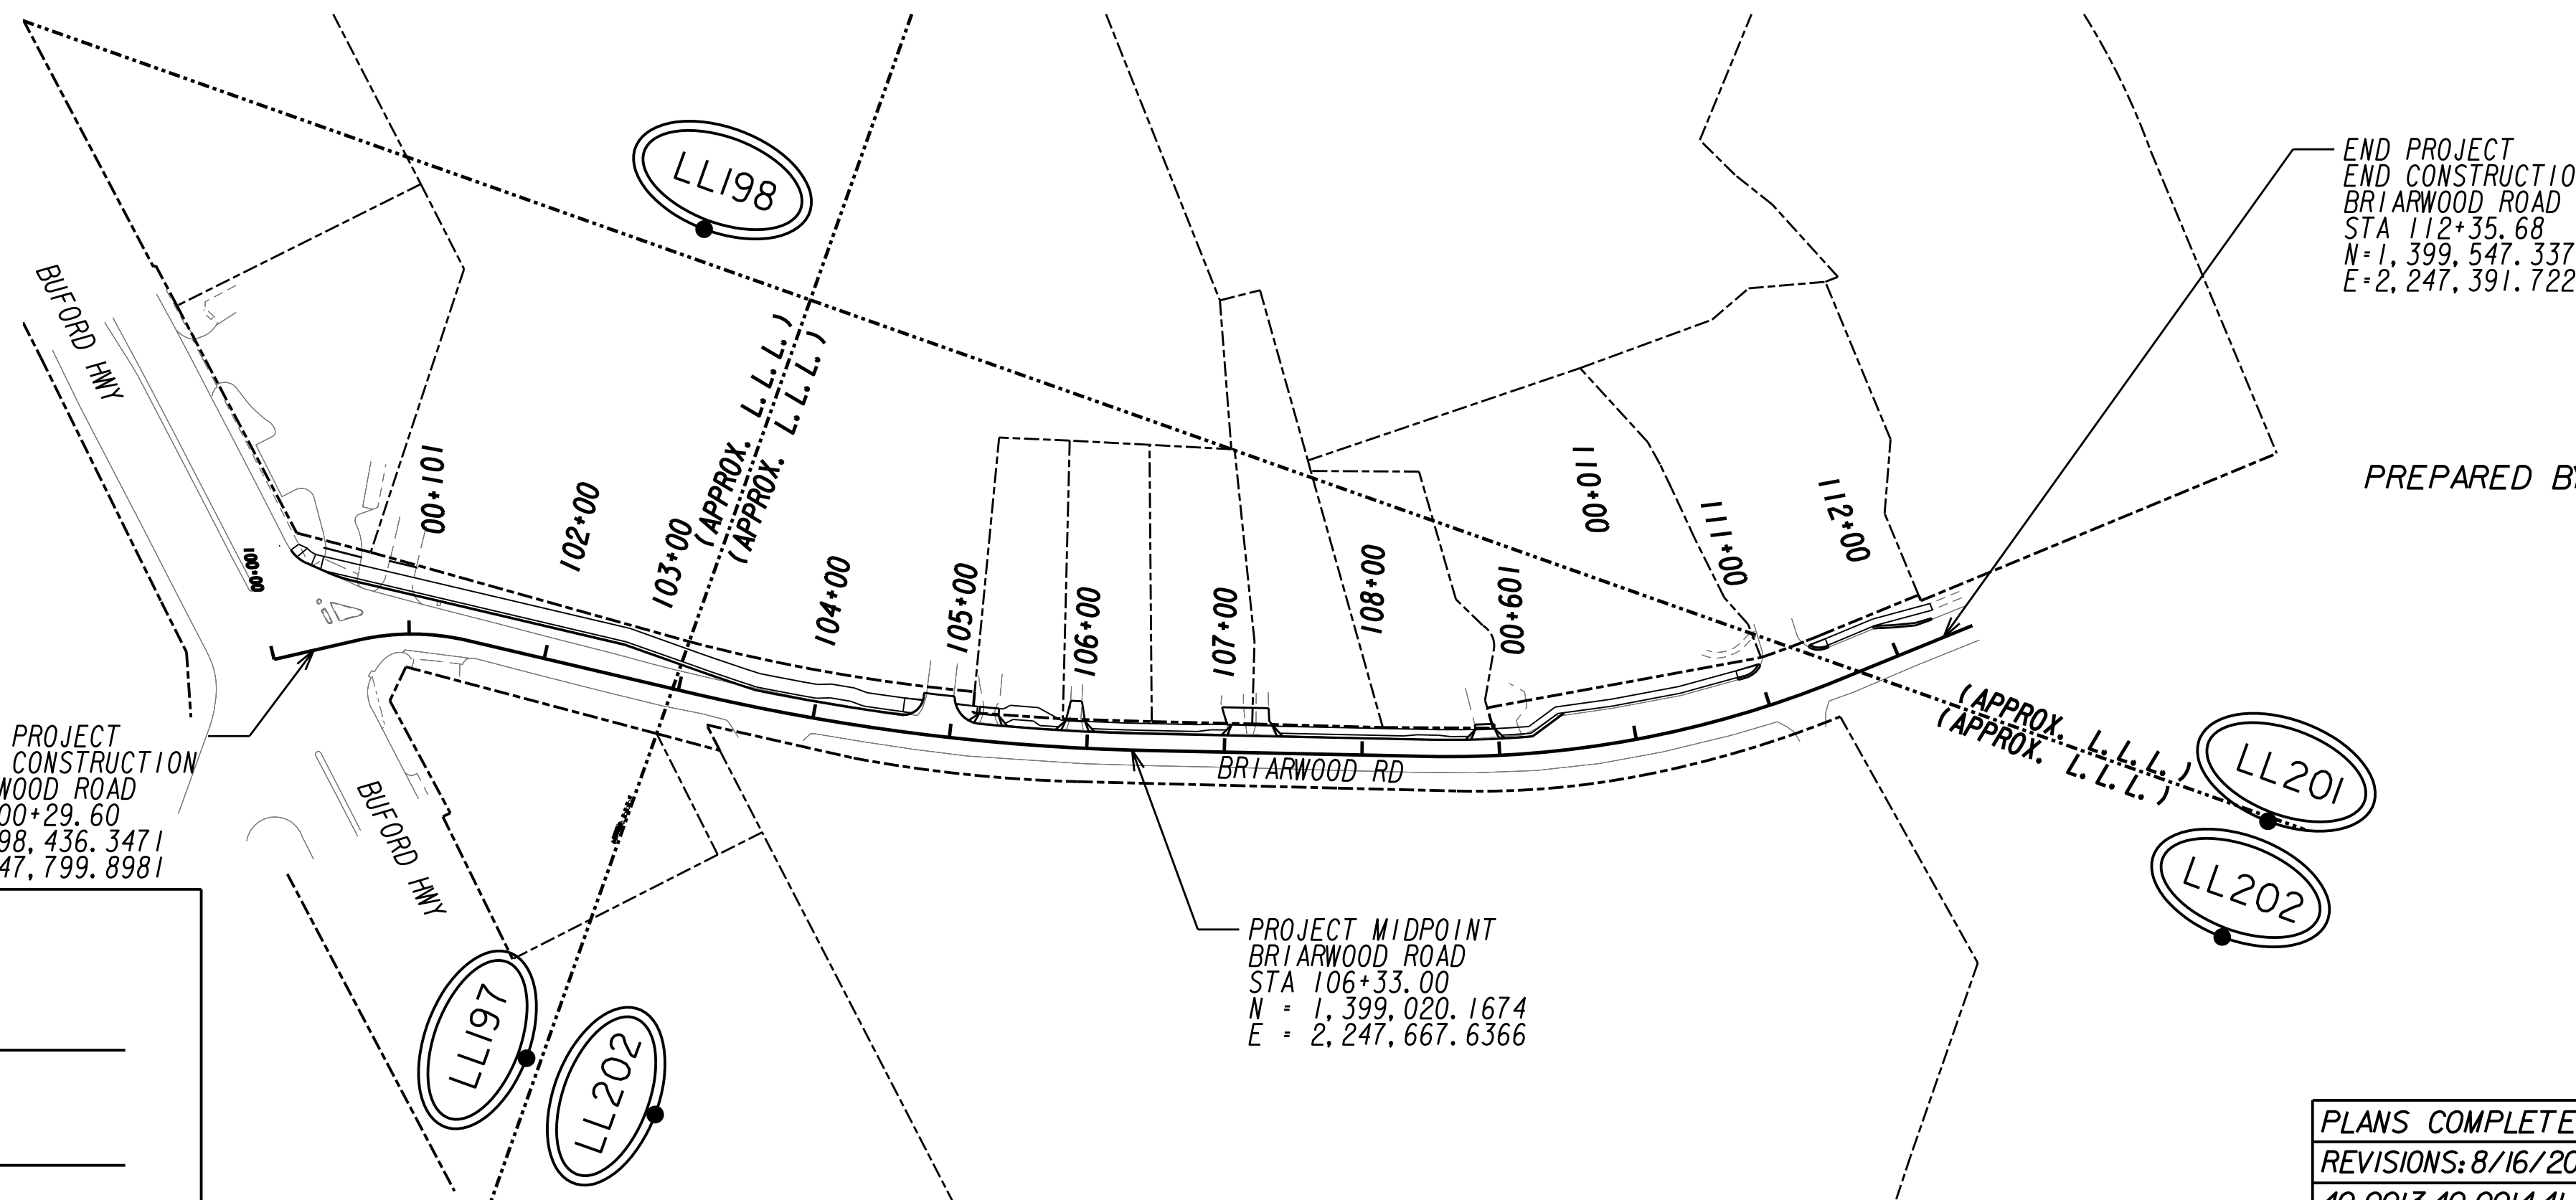 LL198
END PROJECT
END CONSTRUCTIO
BRIARWOOD ROAD
STA 112+35.68
N=1,399,547.337
E=2,247,391.722
BUFORD HWY
(APPROX. L.L.L.)
(APPROX. L.L.L.)
PREPARED BY
100+00
101+00
102+00
103+00
104+00
105+00
106+00
107+00
108+00
109+00
110+00
111+00
112+00
BRIARWOOD RD
(APPROX. L.L.L.)
(APPROX. L.L.L.)
LL201
LL202
PROJECT
CONSTRUCTION
WOOD ROAD
00+29.60
98,436.3471
47,799.8981
BUFORD HWY
PROJECT MIDPOINT
BRIARWOOD ROAD
STA 106+33.00
N = 1,399,020.1674
E = 2,247,667.6366
LL197
LL202
PLANS COMPLETE
REVISIONS: 8/16/20